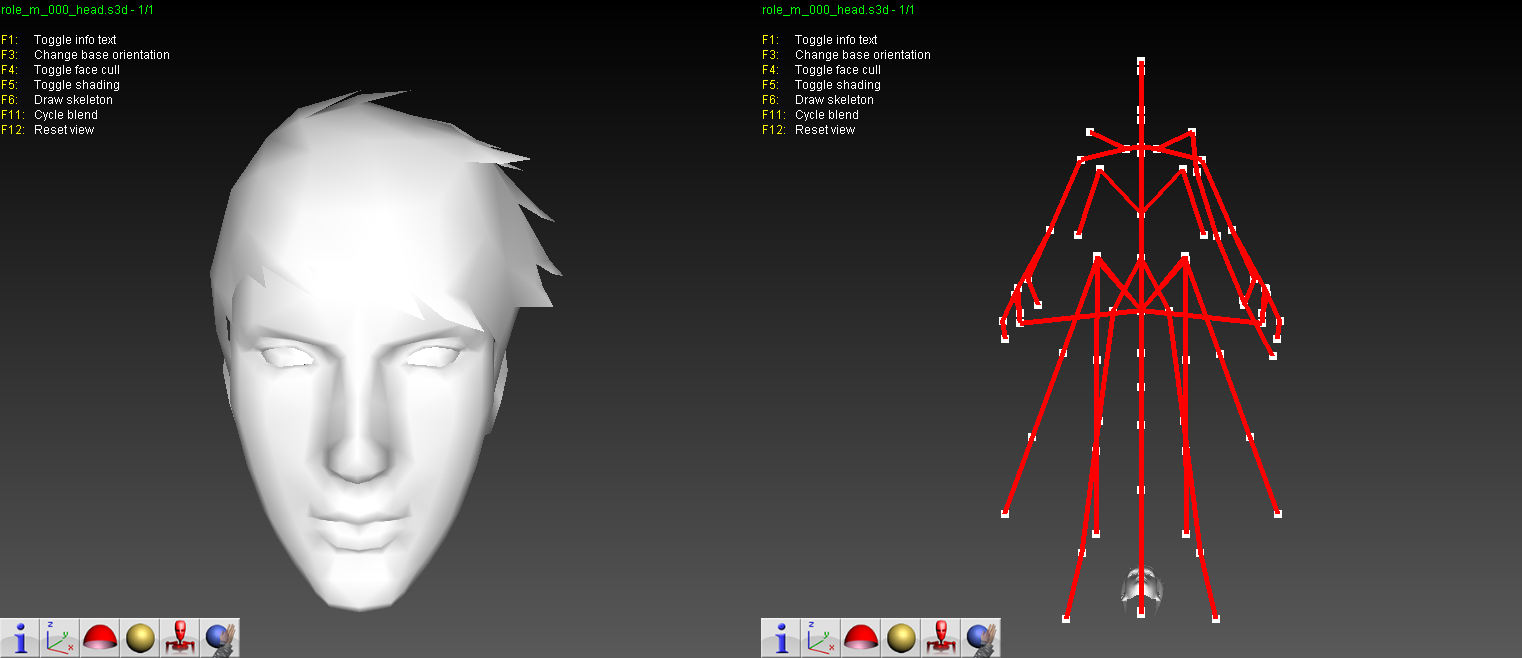 role_m_000_head.s3d - 1/1
F1: Toggle info text
F3: Change base orientation
F4: Toggle face cull
F5: Toggle shading
F6: Draw skeleton
F11: Cycle blend
F12: Reset view
z
y
x
role_m_000_head.s3d - 1/1
F1: Toggle info text
F3: Change base orientation
F4: Toggle face cull
F5: Toggle shading
F6: Draw skeleton
F11: Cycle blend
F12: Reset view
z
y
x